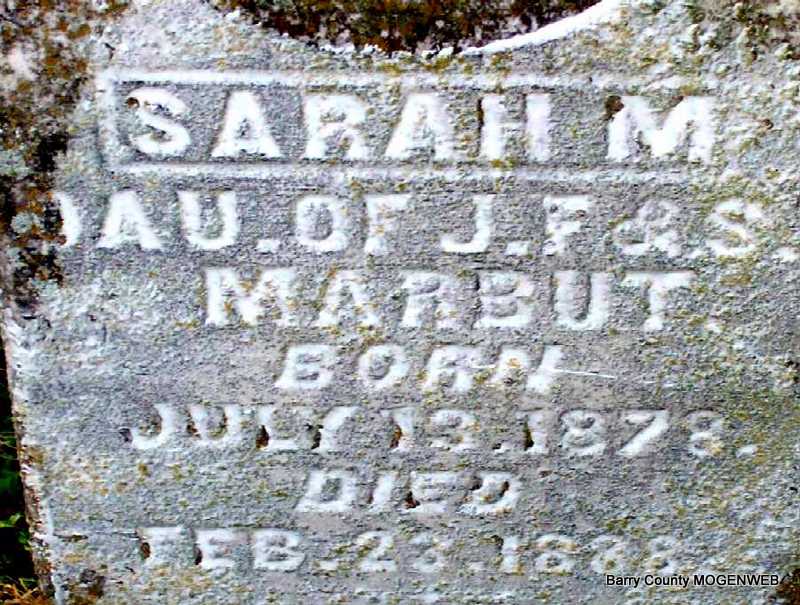 SARAH M
DAU. OF J. F. & S.
MARBUT.
BORN
JULY 13, 1878.
DIED
FEB. 23, 1888.
Barry County MOGENWEB